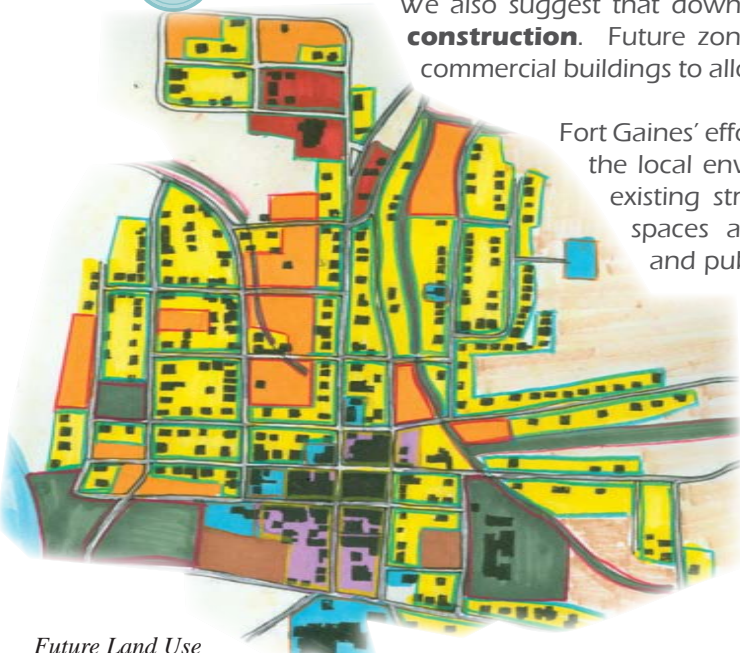 We also suggest that down
construction. Future zon
commercial buildings to allo
Fort Gaines' effo
the local env
existing str
spaces a
and pub
Future Land Use